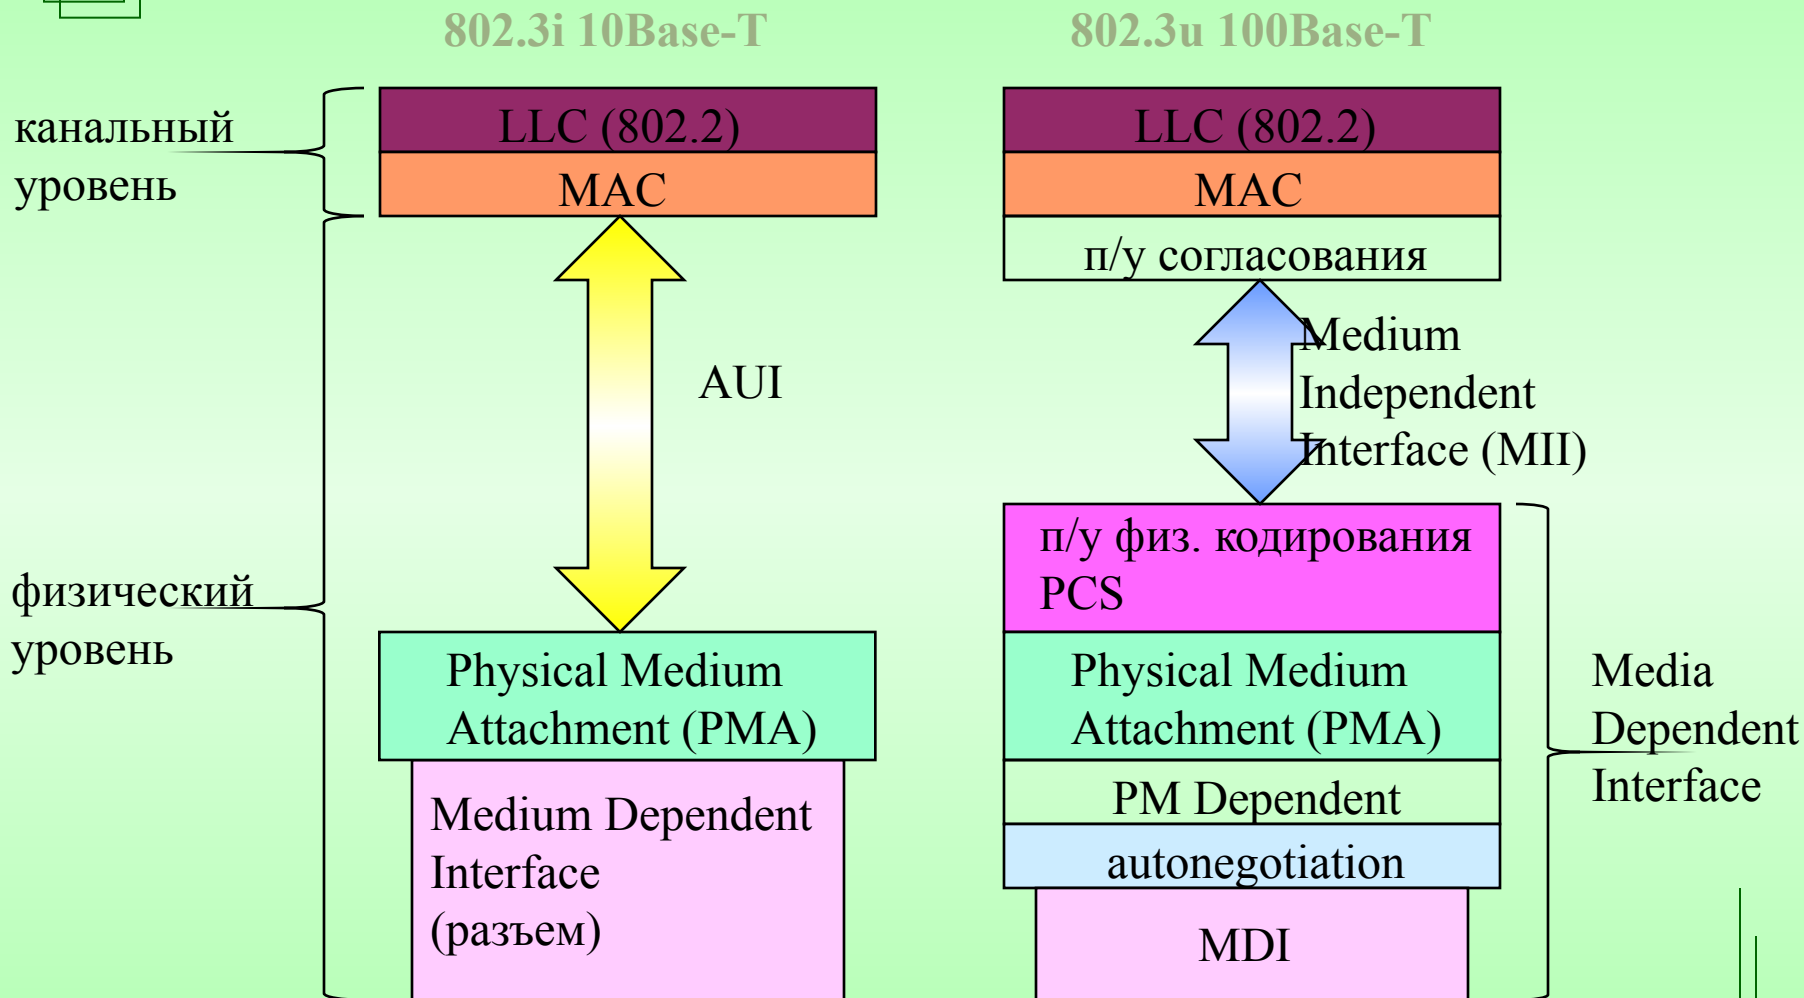 802.3i 10Base-T
802.3u 100Base-T
канальный
уровень
LLC (802.2)
MAC
AUI
физический
уровень
Physical Medium
Attachment (PMA)
Medium Dependent
Interface
(разъем)
LLC (802.2)
MAC
п/у согласования
Medium
Independent
Interface (MII)
п/у физ. кодирования
PCS
Physical Medium
Attachment (PMA)
PM Dependent
autonegotiation
MDI
Media
Dependent
Interface